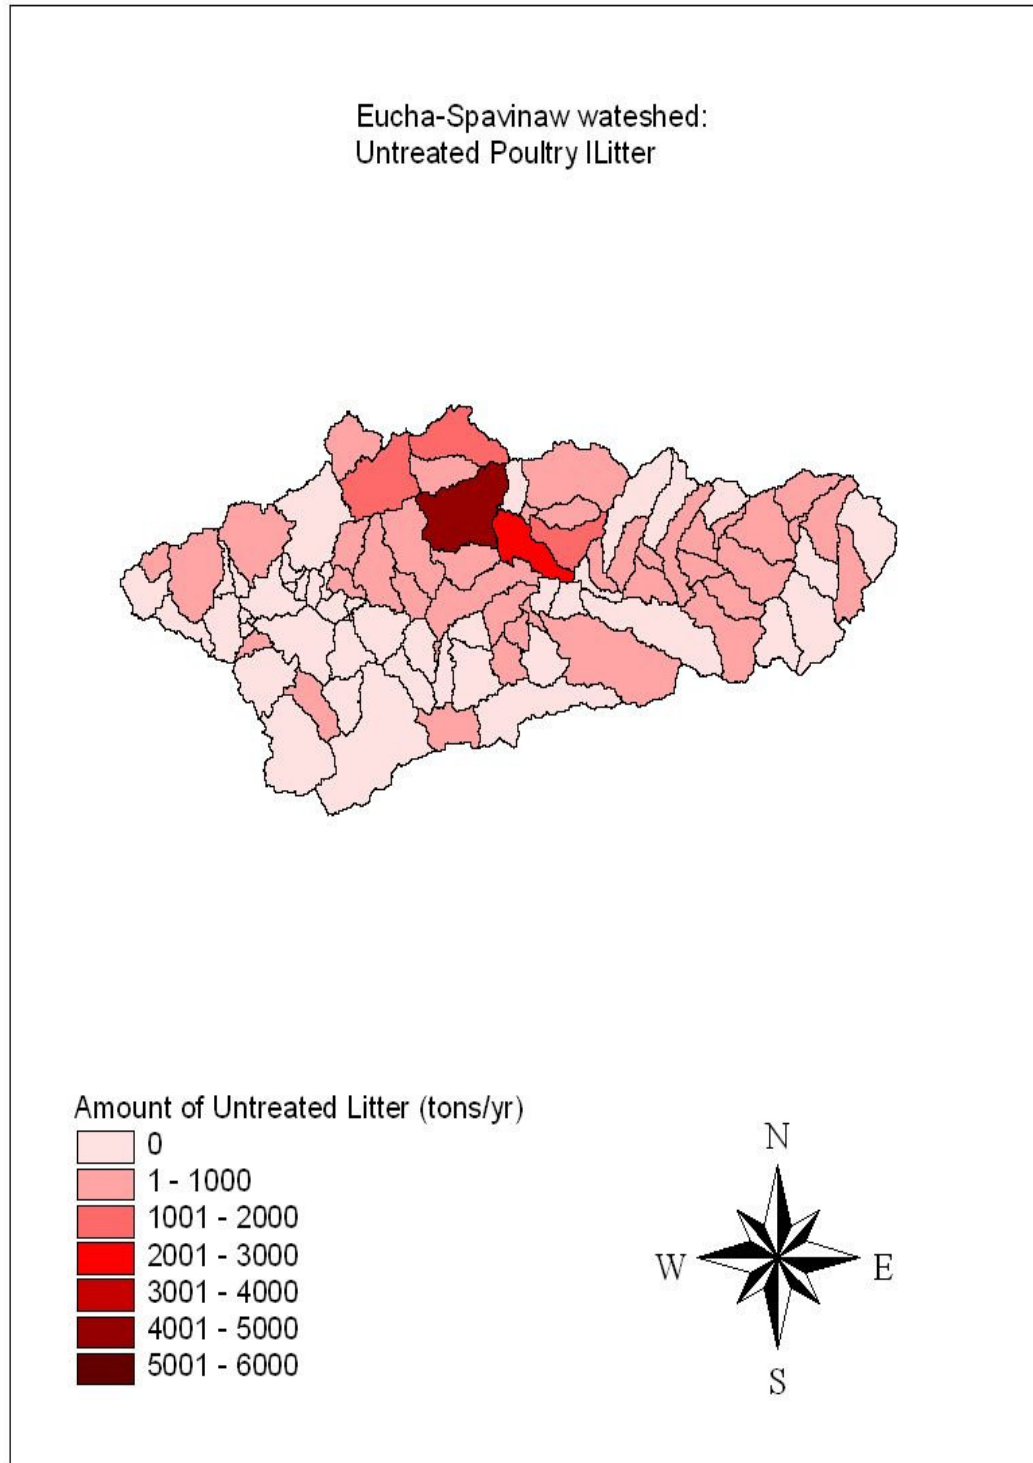 Eucha-Spavinaw wateshed:
Untreated Poultry lLitter
Amount of Untreated Litter (tons/yr)
0
1 - 1000
1001 - 2000
2001 - 3000
3001 - 4000
4001 - 5000
5001 - 6000
N
W E
S